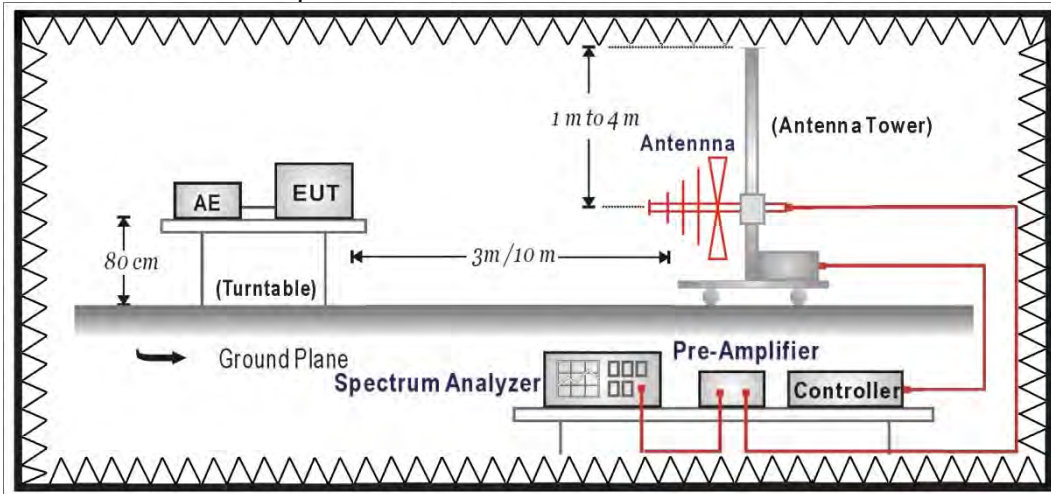 1 m to 4 m
(Antenna Tower)
Antennna
AE
EUT
80 cm
3m /10 m
(Turntable)
Ground Plane
Pre-Amplifier
Spectrum Analyzer
Controller